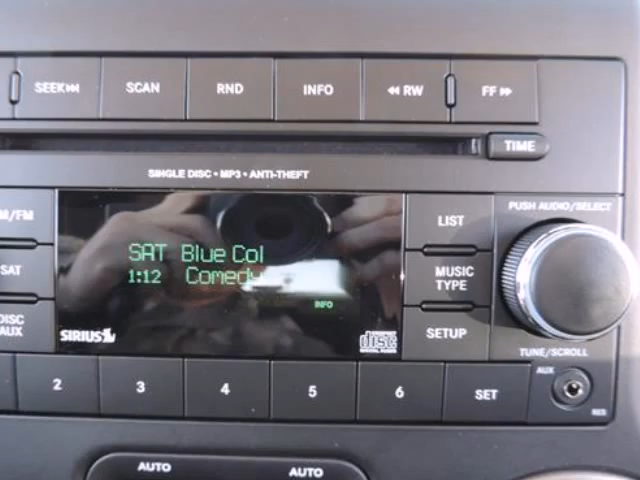 SEEK SCAN RND INFO RW FF
TIME
SINGLE DISC • MP3 • ANTI-THEFT
M/FM LIST PUSH AUDIO/SELECT
SAT Blue Col
SAT 1:12 Comedy MUSIC TYPE
INFO
DISC AUX SIRIUS disc SETUP
TUNE/SCROLL
2 3 4 5 6 SET AUX
AUTO AUTO